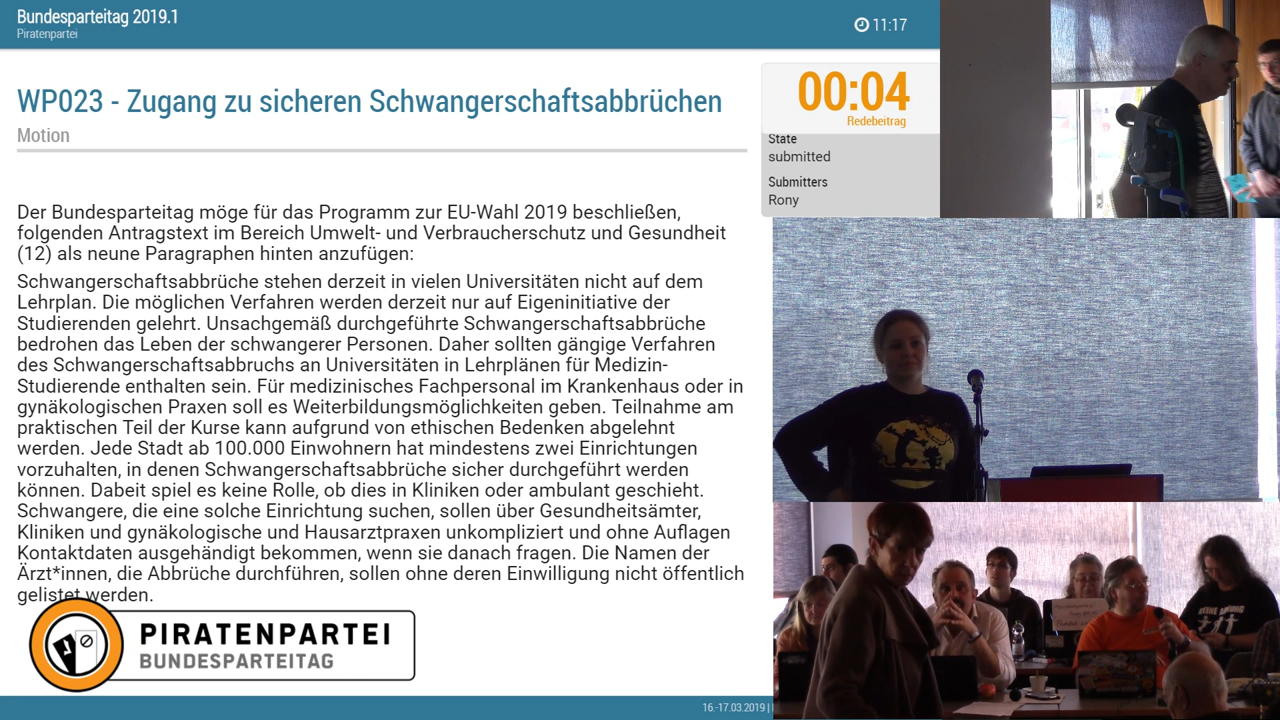 Bundesparteitag 2019.1
Piratenpartei
11:17
WP023 - Zugang zu sicheren Schwangerschaftsabbrüchen
Motion
00:04
Redebeitrag
State
submitted
Submitters
Rony
Der Bundesparteitag möge für das Programm zur EU-Wahl 2019 beschließen,
folgenden Antragstext im Bereich Umwelt- und Verbraucherschutz und Gesundheit
(12) als neune Paragraphen hinten anzufügen:
Schwangerschaftsabbrüche stehen derzeit in vielen Universitäten nicht auf dem
Lehrplan. Die möglichen Verfahren werden derzeit nur auf Eigeninitiative der
Studierenden gelehrt. Unsachgemäß durchgeführte Schwangerschaftsabbrüche
bedrohen das Leben der schwangerer Personen. Daher sollten gängige Verfahren
des Schwangerschaftsabbruchs an Universitäten in Lehrplänen für Medizin-
Studierende enthalten sein. Für medizinisches Fachpersonal im Krankenhaus oder in
gynäkologischen Praxen soll es Weiterbildungsmöglichkeiten geben. Teilnahme am
praktischen Teil der Kurse kann aufgrund von ethischen Bedenken abgelehnt
werden. Jede Stadt ab 100.000 Einwohnern hat mindestens zwei Einrichtungen
vorzuhalten, in denen Schwangerschaftsabbrüche sicher durchgeführt werden
können. Dabeit spiel es keine Rolle, ob dies in Kliniken oder ambulant geschieht.
Schwangere, die eine solche Einrichtung suchen, sollen über Gesundheitsämter,
Kliniken und gynäkologische und Hausarztpraxen unkompliziert und ohne Auflagen
Kontaktdaten ausgehändigt bekommen, wenn sie danach fragen. Die Namen der
Ärzt*innen, die Abbrüche durchführen, sollen ohne deren Einwilligung nicht öffentlich
gelistet werden.
PIRATENPARTEI
BUNDESPARTEITAG
16.-17.03.2019 |